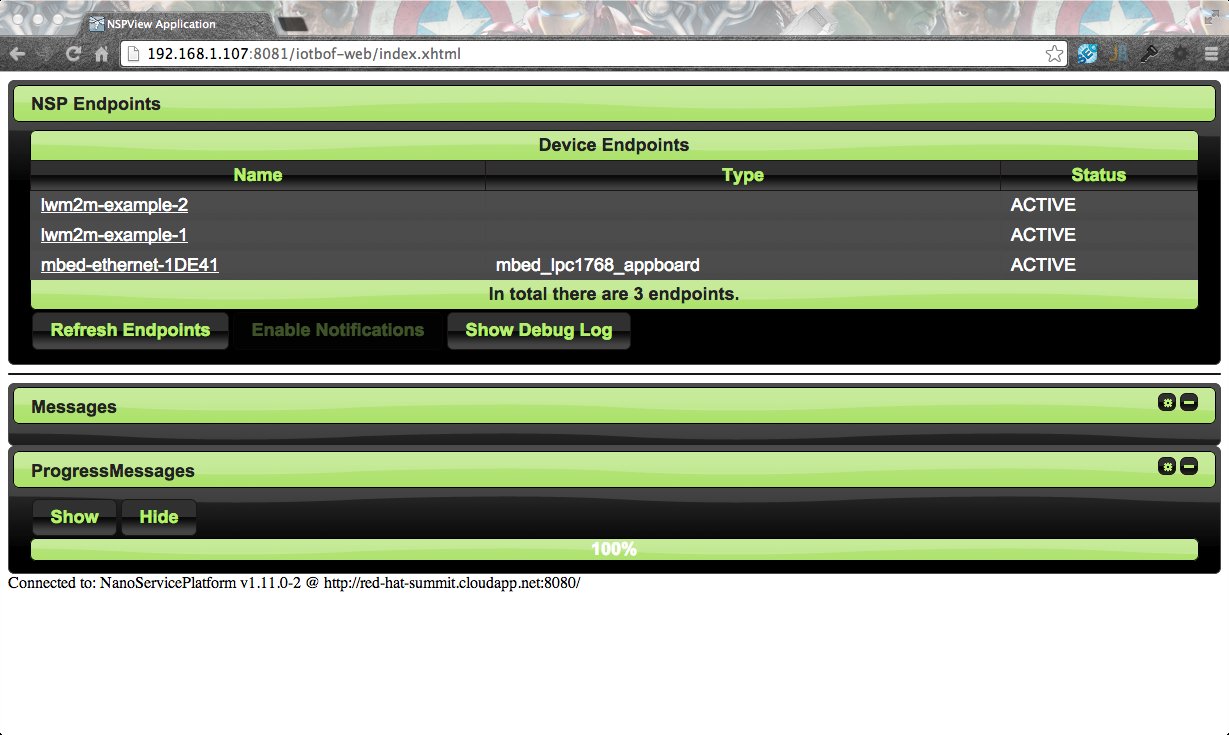 NSPView Application
192.168.1.107:8081/iotbof-web/index.xhtml
NSP Endpoints
Device Endpoints
Name Type Status
lwm2m-example-2 ACTIVE
lwm2m-example-1 ACTIVE
mbed-ethernet-1DE41 mbed_lpc1768_appboard ACTIVE
In total there are 3 endpoints.
Refresh Endpoints Enable Notifications Show Debug Log
Messages
ProgressMessages
Show Hide
100%
Connected to: NanoServicePlatform v1.11.0-2 @ http://red-hat-summit.cloudapp.net:8080/